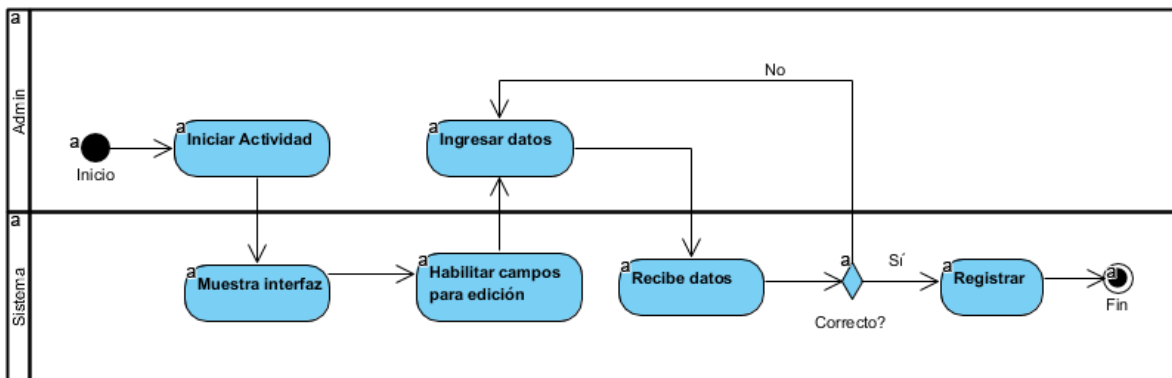 a
Admin
a
Inicio
a
Iniciar Actividad
a
Ingresar datos
No
a
Sistema
a
Muestra interfaz
a
Habilitar campos
para edición
a
Recibe datos
a
Correcto?
Sí
a
Registrar
a
Fin